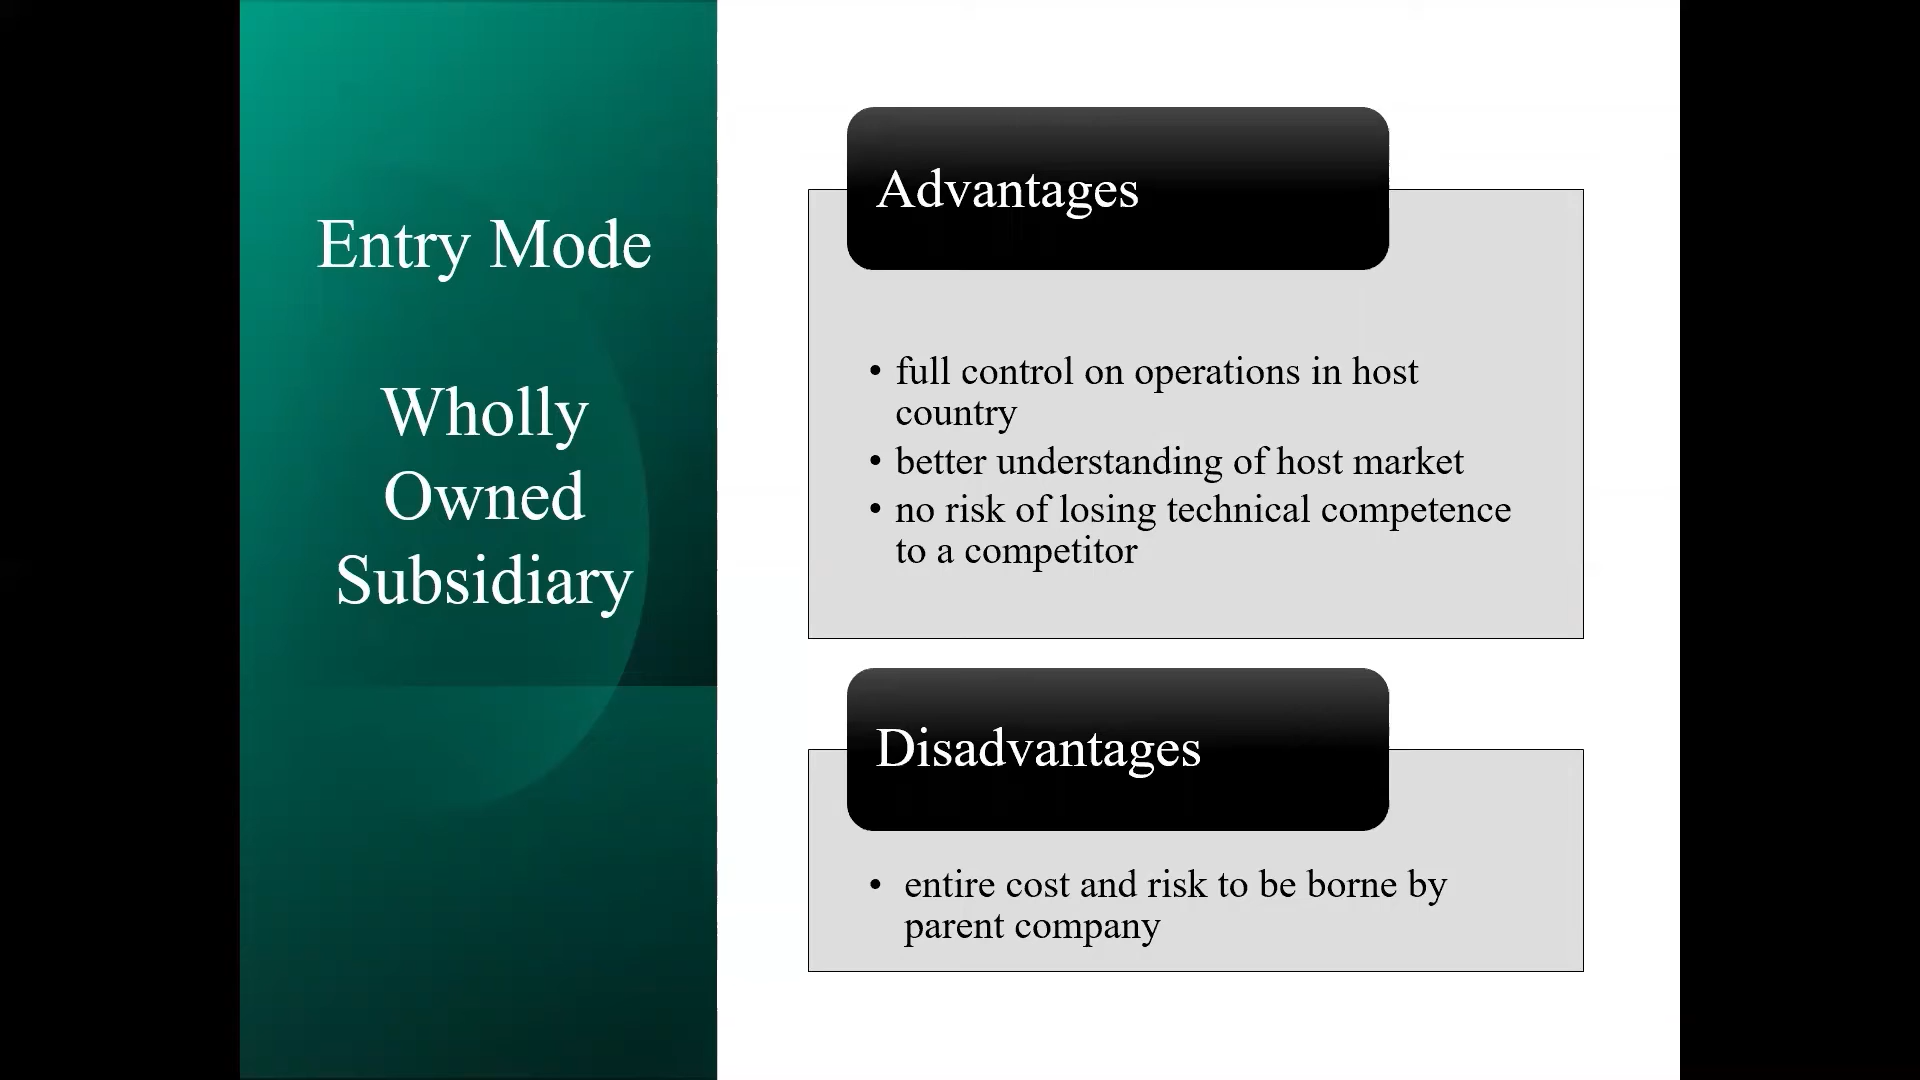 Entry Mode
Wholly
Owned
Subsidiary
Advantages
• full control on operations in host
country
• better understanding of host market
• no risk of losing technical competence
to a competitor
Disadvantages
• entire cost and risk to be borne by
parent company